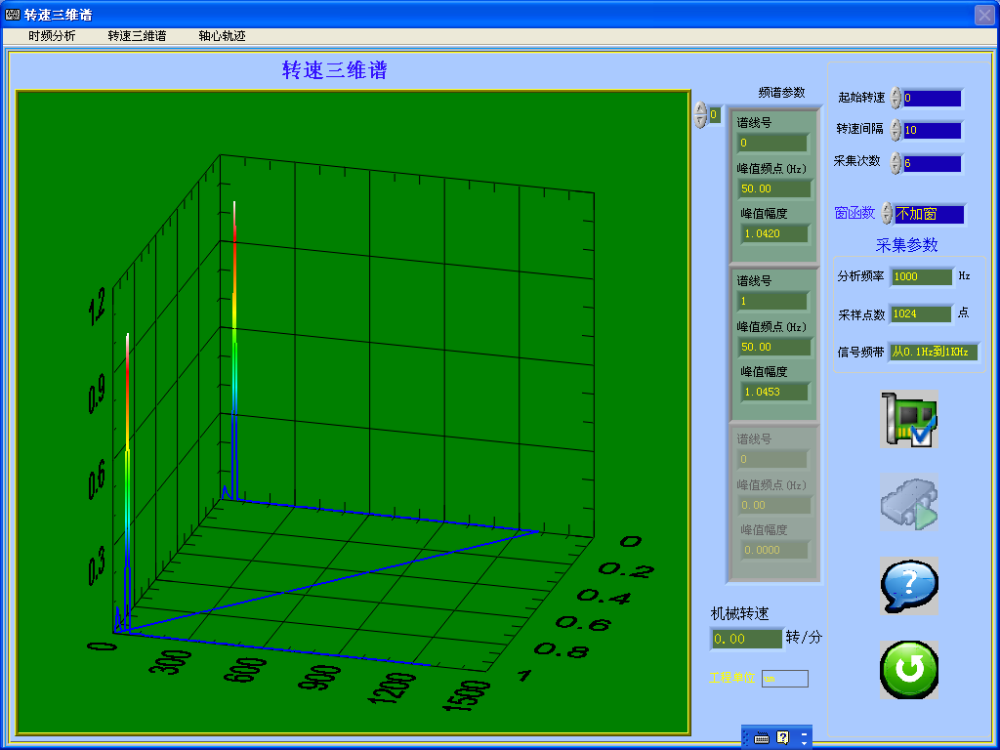 转速三维谱
时频分析 转速三维谱 轴心轨迹
转速三维谱
1.2
0.9
0.6
0.3
0
300
600
900
1200
1500
0
0.2
0.4
0.6
0.8
1
频谱参数
0
谱线号
0
峰值频点(Hz)
50.00
峰值幅度
1.0420
谱线号
1
峰值频点(Hz)
50.00
峰值幅度
1.0453
谱线号
0
峰值频点(Hz)
0.00
峰值幅度
0.0000
机械转速
0.00 转/分
工程单位 um
起始转速 0
转速间隔 10
采集次数 6
窗函数 不加窗
采集参数
分析频率 1000 Hz
采样点数 1024 点
信号频带 从0.1Hz到1KHz
?
?